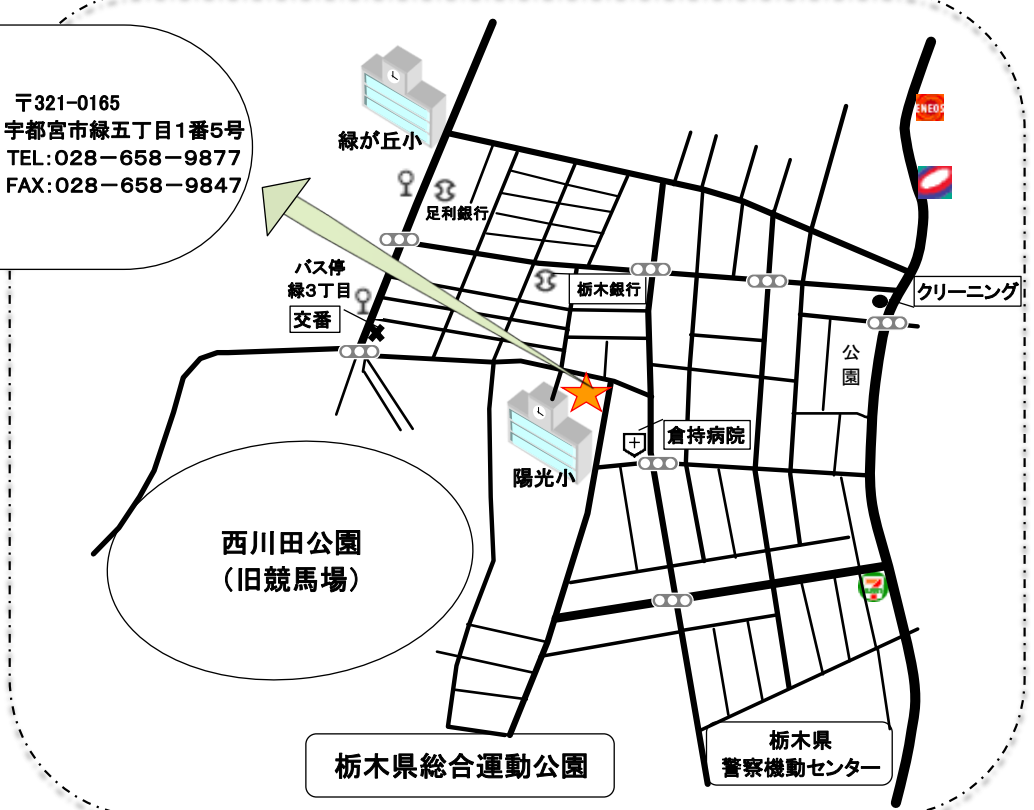 〒321-0165
宇都宮市緑五丁目1番5号
TEL:028-658-9877
FAX:028-658-9847
緑が丘小
足利銀行
ENEOS
バス停
緑3丁目
交番
栃木銀行
クリーニング
公
園
倉持病院
陽光小
西川田公園
(旧競馬場)
栃木県総合運動公園
栃木県
警察機動センター